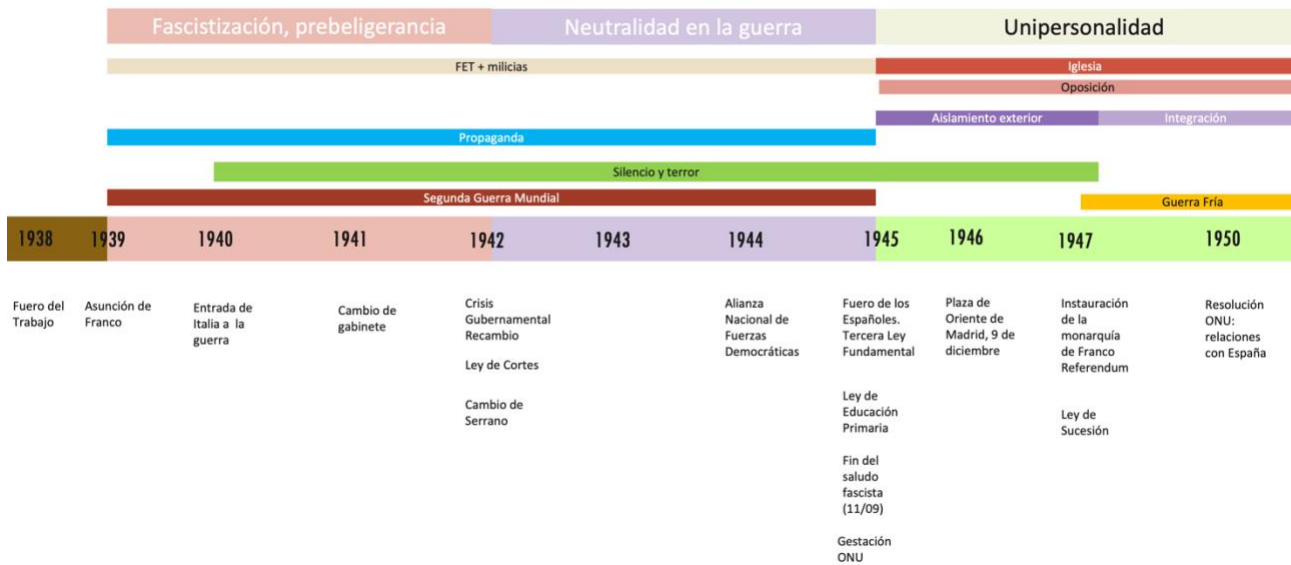 Fascistización, prebeligerancia
Neutralidad en la guerra
Unipersonalidad
FET + milicias
Iglesia
Oposición
Aislamiento exterior
Integración
Propaganda
Silencio y terror
Segunda Guerra Mundial
Guerra Fría
1938
1939
1940
1941
1942
1943
1944
1945
1946
1947
1950
Fuero del
Trabajo
Asunción de
Franco
Entrada de
Italia a la
guerra
Cambio de
gabinete
Crisis
Gubernamental
Recambio
Ley de Cortes
Cambio de
Serrano
Alianza
Nacional de
Fuerzas
Democráticas
Fuero de los
Españoles.
Tercera Ley
Fundamental
Ley de
Educación
Primaria
Fin del
saludo
fascista
(11/09)
Gestación
ONU
Plaza de
Oriente de
Madrid, 9 de
diciembre
Instauración
de la
monarquía
de Franco
Referendum
Ley de
Sucesión
Resolución
ONU:
relaciones
con España